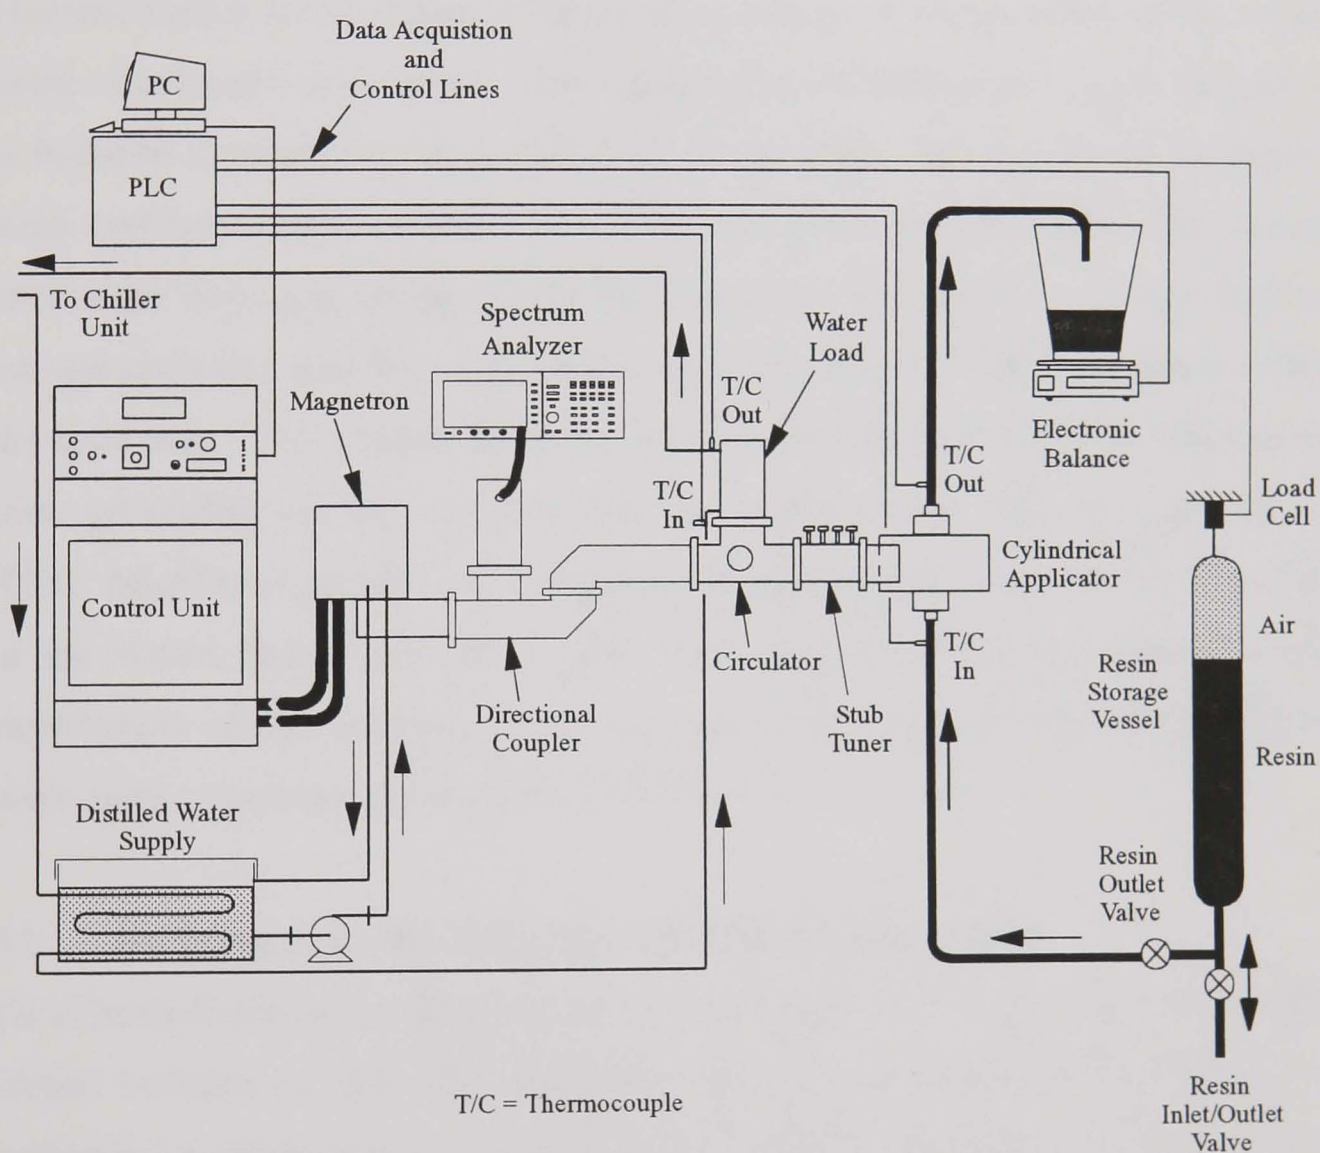 Data Acquistion
and
Control Lines
PC
PLC
To Chiller
Unit
Spectrum
Analyzer
Water
Load
Magnetron
T/C
Out
Electronic
Balance
T/C
Out
T/C
In
Load
Cell
Cylindrical
Applicator
Control Unit
Air
Circulator
T/C
In
Resin
Storage
Vessel
Directional
Coupler
Stub
Tuner
Resin
Distilled Water
Supply
Resin
Outlet
Valve
T/C = Thermocouple
Resin
Inlet/Outlet
Valve